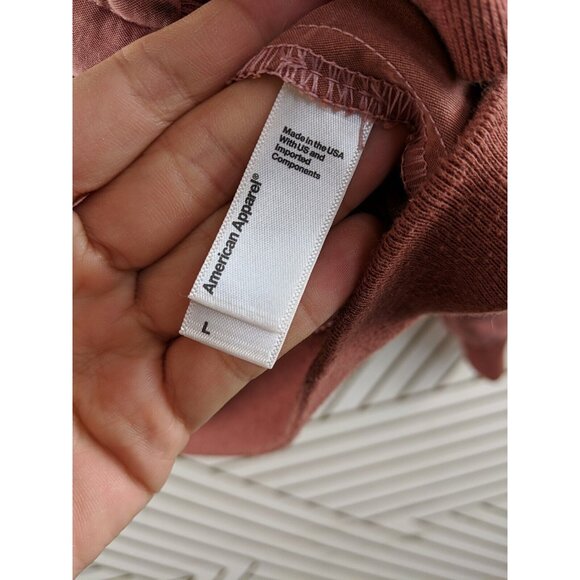 Made in the USA
With US and
Imported
Components
American Apparel®
L